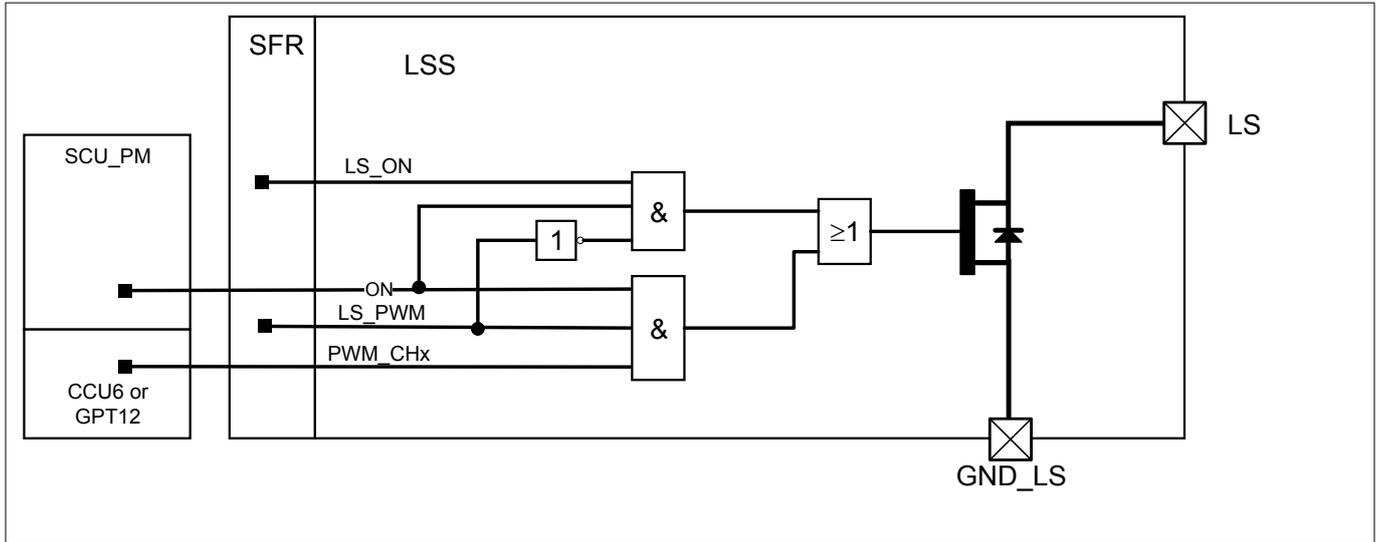 SFR
LSS
LS
SCU_PM
LS_ON
&
1
≥1
ON
LS_PWM
&
PWM_CHx
CCU6 or
GPT12
GND_LS